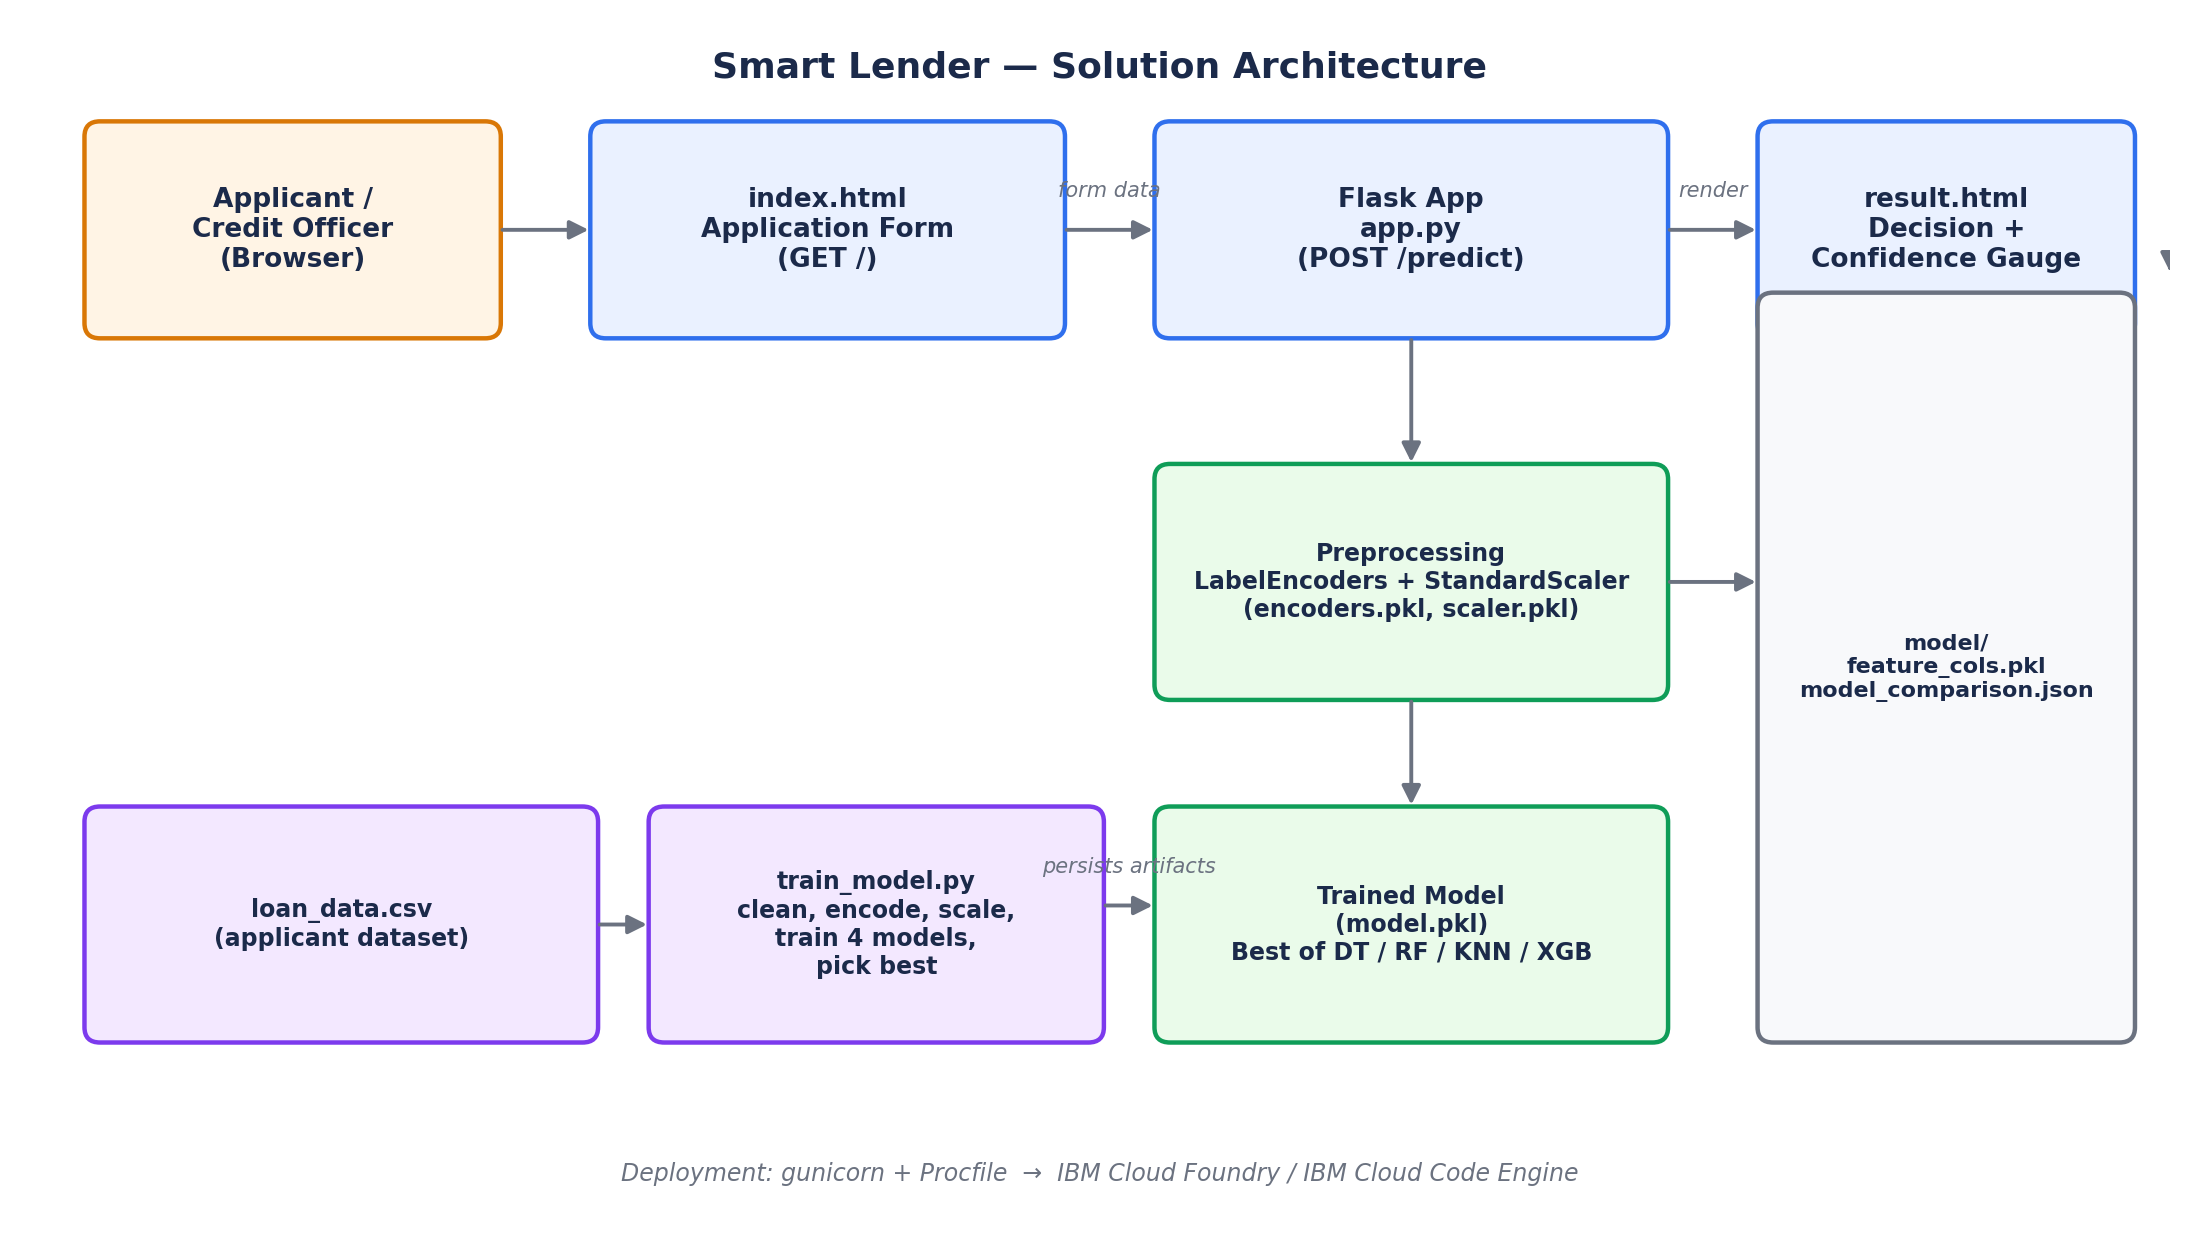 Smart Lender — Solution Architecture
Applicant /
Credit Officer
(Browser)
index.html
Application Form
(GET /)
form data
Flask App
app.py
(POST /predict)
render
result.html
Decision +
Confidence Gauge
Preprocessing
LabelEncoders + StandardScaler
(encoders.pkl, scaler.pkl)
model/
feature_cols.pkl
model_comparison.json
loan_data.csv
(applicant dataset)
train_model.py
clean, encode, scale,
train 4 models,
pick best
persists artifacts
Trained Model
(model.pkl)
Best of DT / RF / KNN / XGB
Deployment: gunicorn + Procfile → IBM Cloud Foundry / IBM Cloud Code Engine